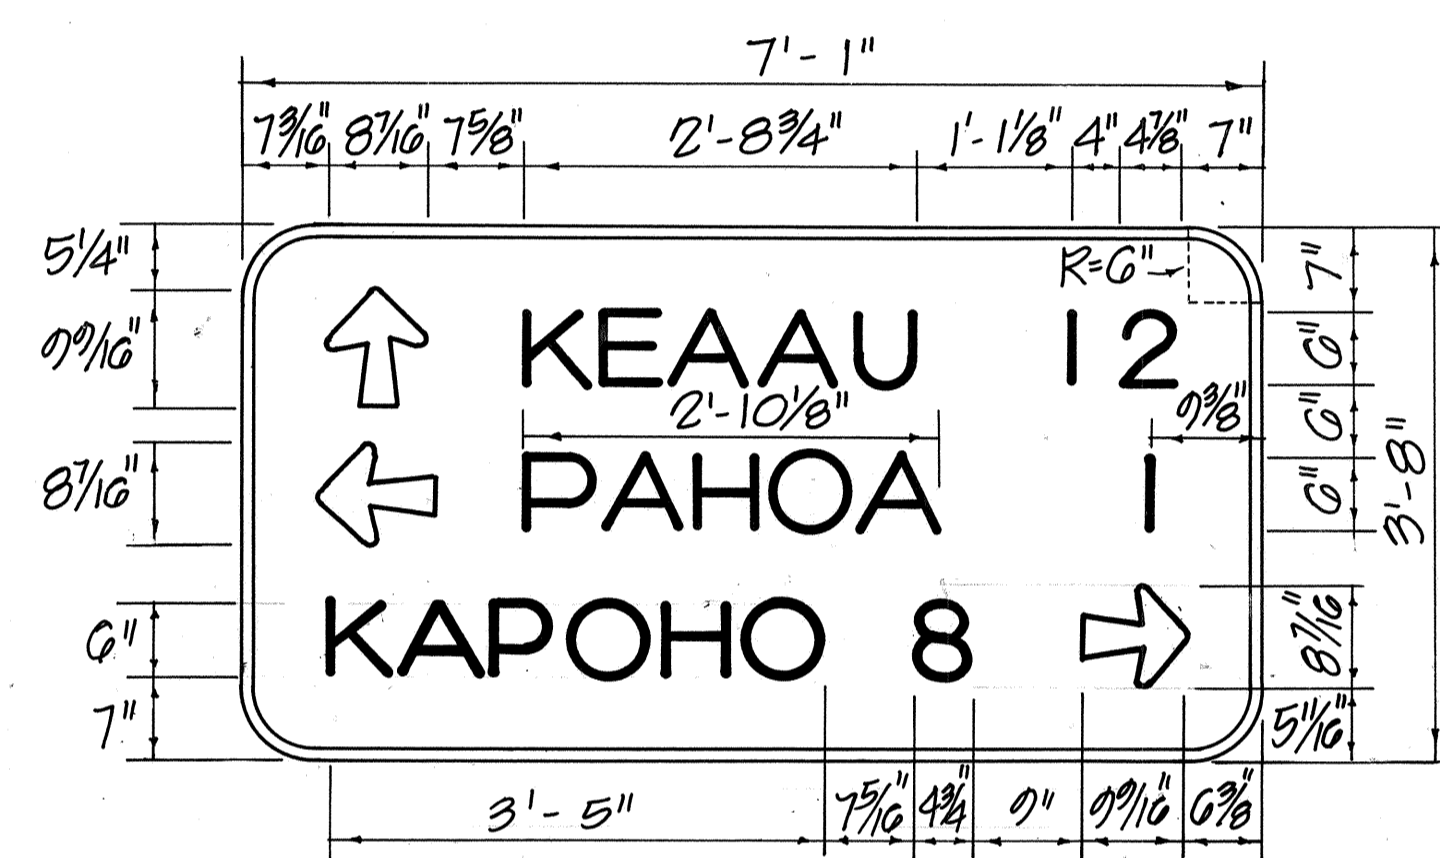 7'-1"
7 3/16" 8 7/16" 7 5/8" 2'-8 3/4" 1'-1 1/8" 4" 4 7/8" 7"
5 1/4"
R=6"
7"
9 9/16"
KEAAU 12
6"
2'-10 1/8"
9 3/8"
6"
8 7/16"
PAHOA 1
6"
3'-8"
6"
KAPOHO 8
8 7/16"
7"
5 11/16"
3'-5" 7 5/16" 4 3/4" 9" 9 9/16" 6 3/8"